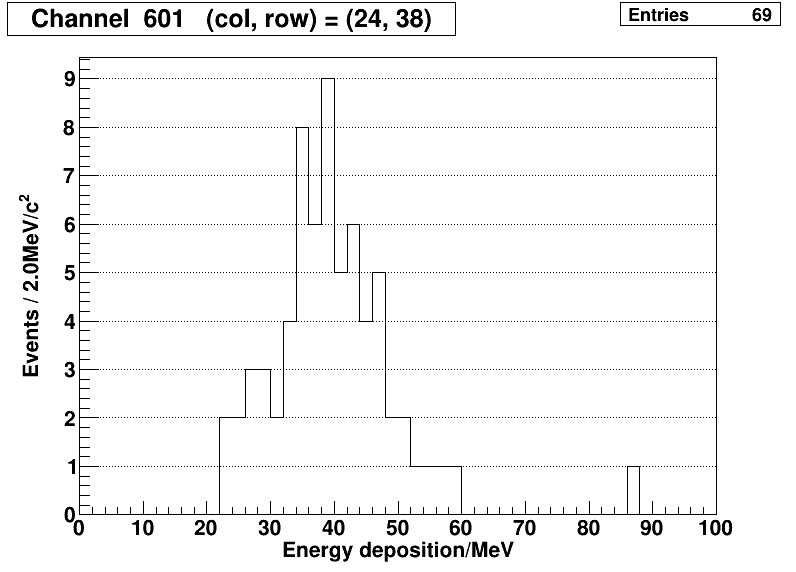 Channel 601 (col, row) = (24, 38)
Entries 69
Events / 2.0MeV/c²
9
8
7
6
5
4
3
2
1
0
0 10 20 30 40 50 60 70 80 90 100
Energy deposition/MeV